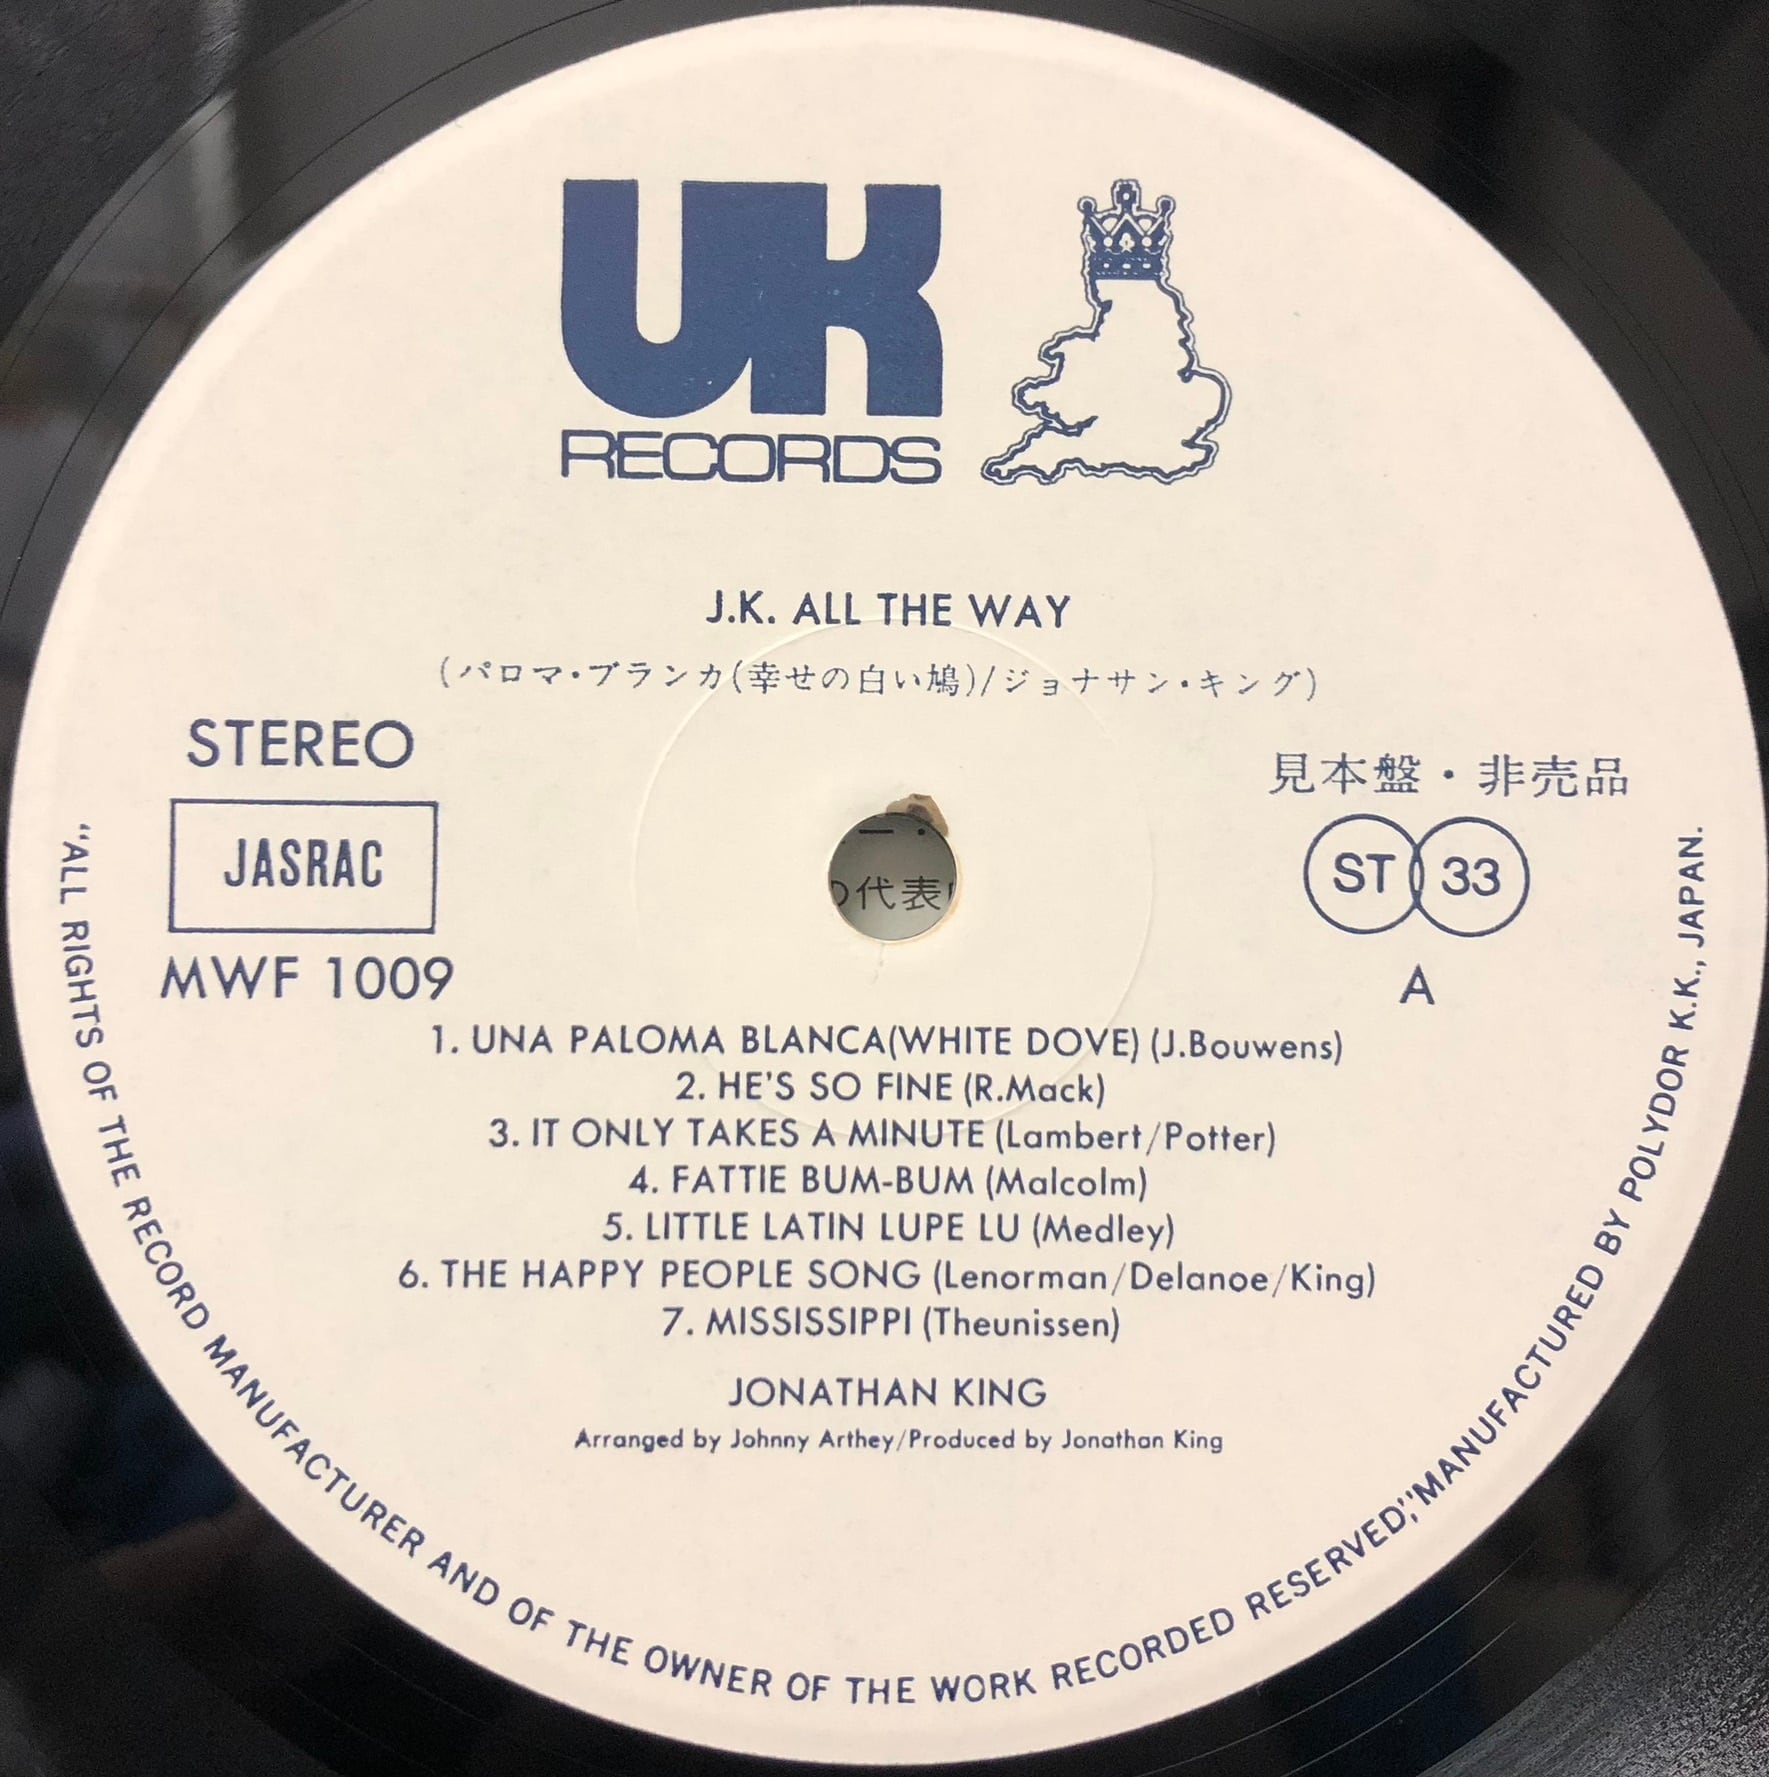 UK
RECORDS
J.K. ALL THE WAY
(パロマ・ブランカ(幸せの白い鳩)/ジョナサン・キング)
STEREO
JASRAC
MWF 1009
見本盤・非売品
ST 33
A
の代表
1. UNA PALOMA BLANCA(WHITE DOVE) (J.Bouwens)
2. HE'S SO FINE (R.Mack)
3. IT ONLY TAKES A MINUTE (Lambert/Potter)
4. FATTIE BUM-BUM (Malcolm)
5. LITTLE LATIN LUPE LU (Medley)
6. THE HAPPY PEOPLE SONG (Lenorman/Delanoe/King)
7. MISSISSIPPI (Theunissen)
JONATHAN KING
Arranged by Johnny Arthey/Produced by Jonathan King
"ALL RIGHTS OF THE RECORD MANUFACTURER AND OF THE OWNER OF THE WORK RECORDED RESERVED," MANUFACTURED BY POLYDOR K.K., JAPAN.